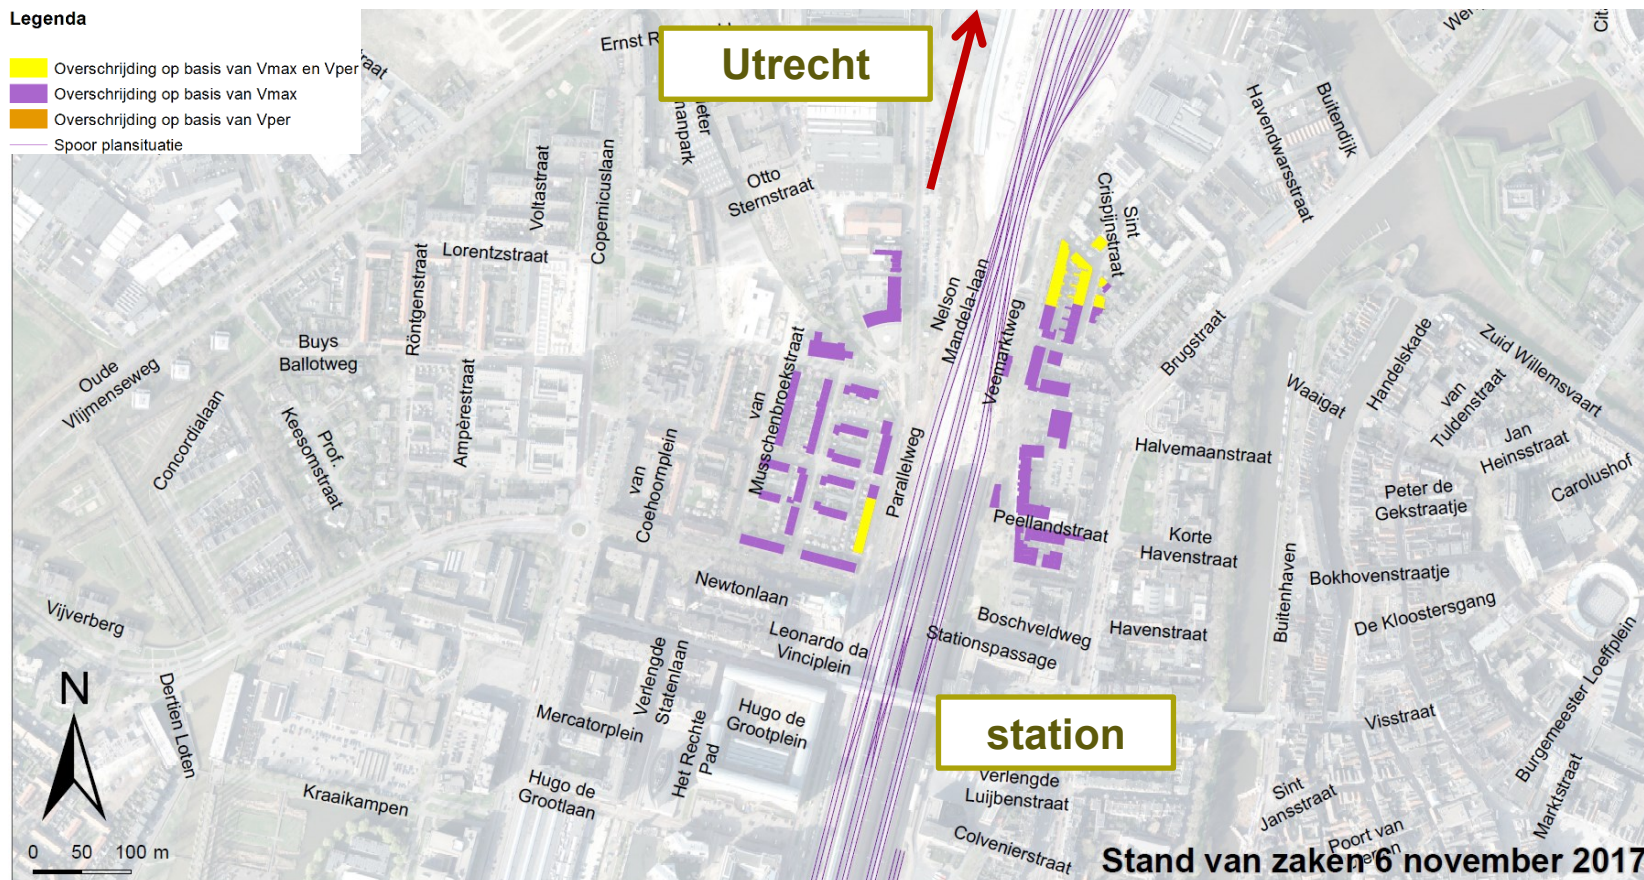 Legenda
Overschrijding op basis van Vmax en Vper
Overschrijding op basis van Vmax
Overschrijding op basis van Vper
Spoor plansituatie
Utrecht
Ernst
Otto
Sternstraat
Voltastraat
Copernicuslaan
Lorentzstraat
Röntgenstraat
Buys
Ballotweg
Oude
Vlijmenseweg
Concordialaan
Prof.
Keesomstraat
Ampèrestraat
van
Musschenbroekstraat
van
Coehoornplein
Nelson
Mandela-laan
Veemarktweg
Parallelweg
Sint
Crispijnstraat
Havendwarsstraat
Buitendijk
Brugstraat
Waaigat
Handelskade
van
Tuldenstraat
Zuid Willemsvaart
Jan
Heinsstraat
Carolushof
Halvemaanstraat
Peter de
Gekstraatje
Peellandstraat
Korte
Havenstraat
Buitenhaven
Bokhovenstraatje
De Kloostersgang
Boschveldweg
Havenstraat
Stationspassage
Newtonlaan
Leonardo da
Vinciplein
Vijverberg
Verlengde
Statenlaan
Mercatorplein
Het Rechte
Pad
Hugo de
Grootplein
station
Visstraat
Burgemeester Loeffplein
Marktstraat
N
Dertien Loten
Kraaikampen
Hugo de
Grootlaan
Verlengde
Luijbenstraat
Colvenierstraat
Sint
Jansstraat
Poort van
0 50 100 m
Stand van zaken 6 november 2017